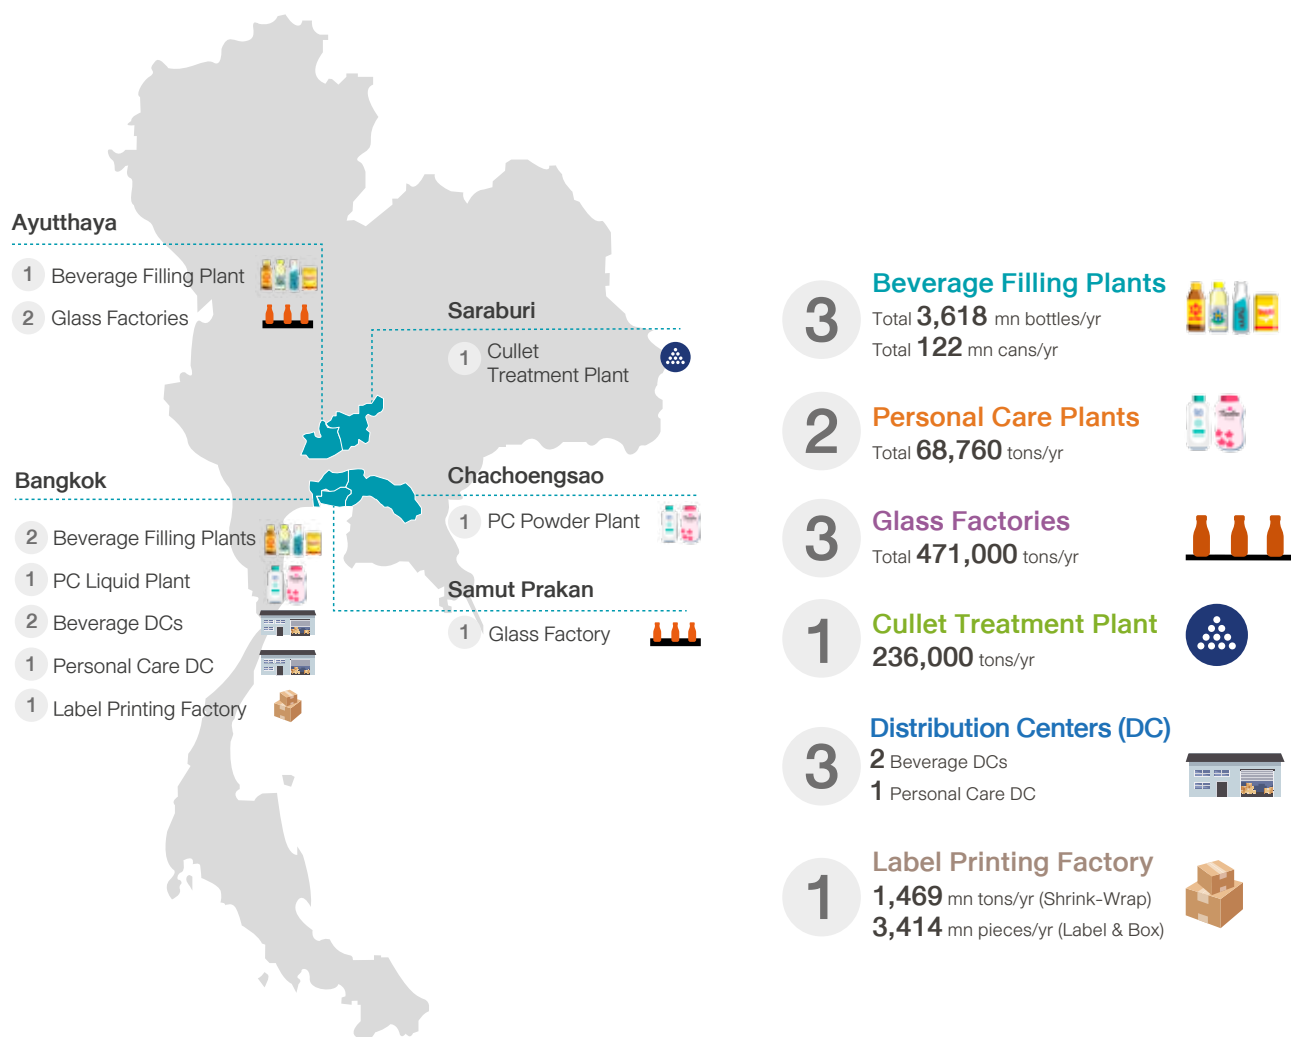 Ayutthaya
1 Beverage Filling Plant
2 Glass Factories
Saraburi
1 Cullet
Treatment Plant
Bangkok
2 Beverage Filling Plants
1 PC Liquid Plant
2 Beverage DCs
1 Personal Care DC
1 Label Printing Factory
Chachoengsao
1 PC Powder Plant
Samut Prakan
1 Glass Factory
3 Beverage Filling Plants
Total 3,618 mn bottles/yr
Total 122 mn cans/yr
2 Personal Care Plants
Total 68,760 tons/yr
3 Glass Factories
Total 471,000 tons/yr
1 Cullet Treatment Plant
236,000 tons/yr
3 Distribution Centers (DC)
2 Beverage DCs
1 Personal Care DC
1 Label Printing Factory
1,469 mn tons/yr (Shrink-Wrap)
3,414 mn pieces/yr (Label & Box)